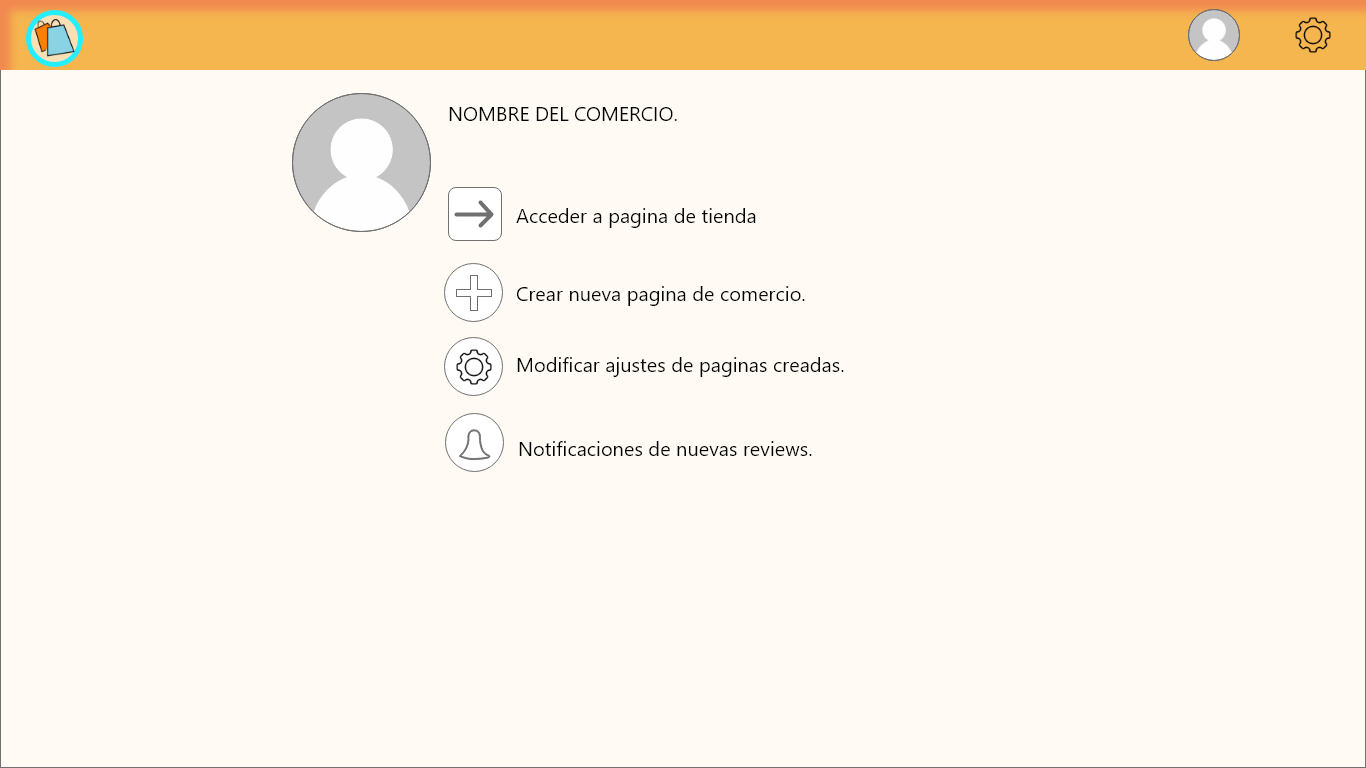 NOMBRE DEL COMERCIO.
Acceder a pagina de tienda
Crear nueva pagina de comercio.
Modificar ajustes de paginas creadas.
Notificaciones de nuevas reviews.